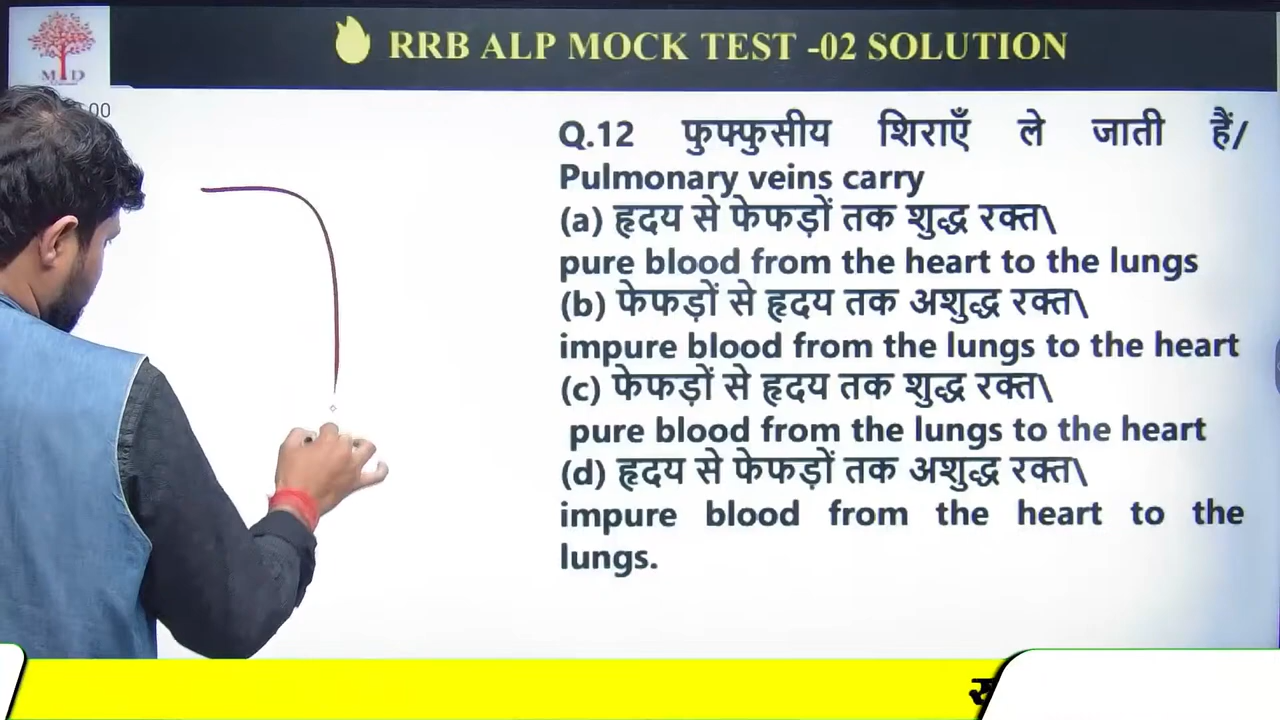 RRB ALP MOCK TEST -02 SOLUTION
Q.12 फुफ्फुसीय शिराएँ ले जाती हैं/
Pulmonary veins carry
(a) हृदय से फेफड़ों तक शुद्ध रक्त\
pure blood from the heart to the lungs
(b) फेफड़ों से हृदय तक अशुद्ध रक्त\
impure blood from the lungs to the heart
(c) फेफड़ों से हृदय तक शुद्ध रक्त\
pure blood from the lungs to the heart
(d) हृदय से फेफड़ों तक अशुद्ध रक्त\
impure blood from the heart to the
lungs.